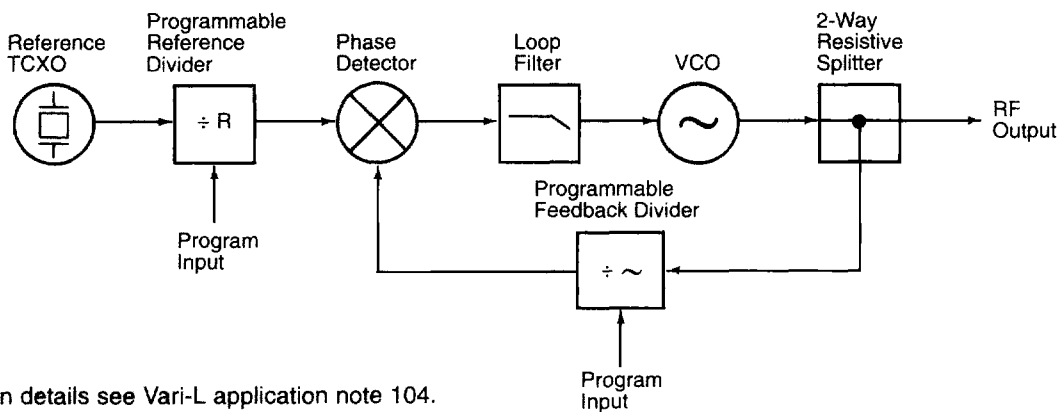 Reference
TCXO
Programmable
Reference
Divider
Phase
Detector
Loop
Filter
VCO
2-Way
Resistive
Splitter
÷ R
~
RF
Output
Program
Input
Programmable
Feedback Divider
÷ ~
Program
Input
n details see Vari-L application note 104.